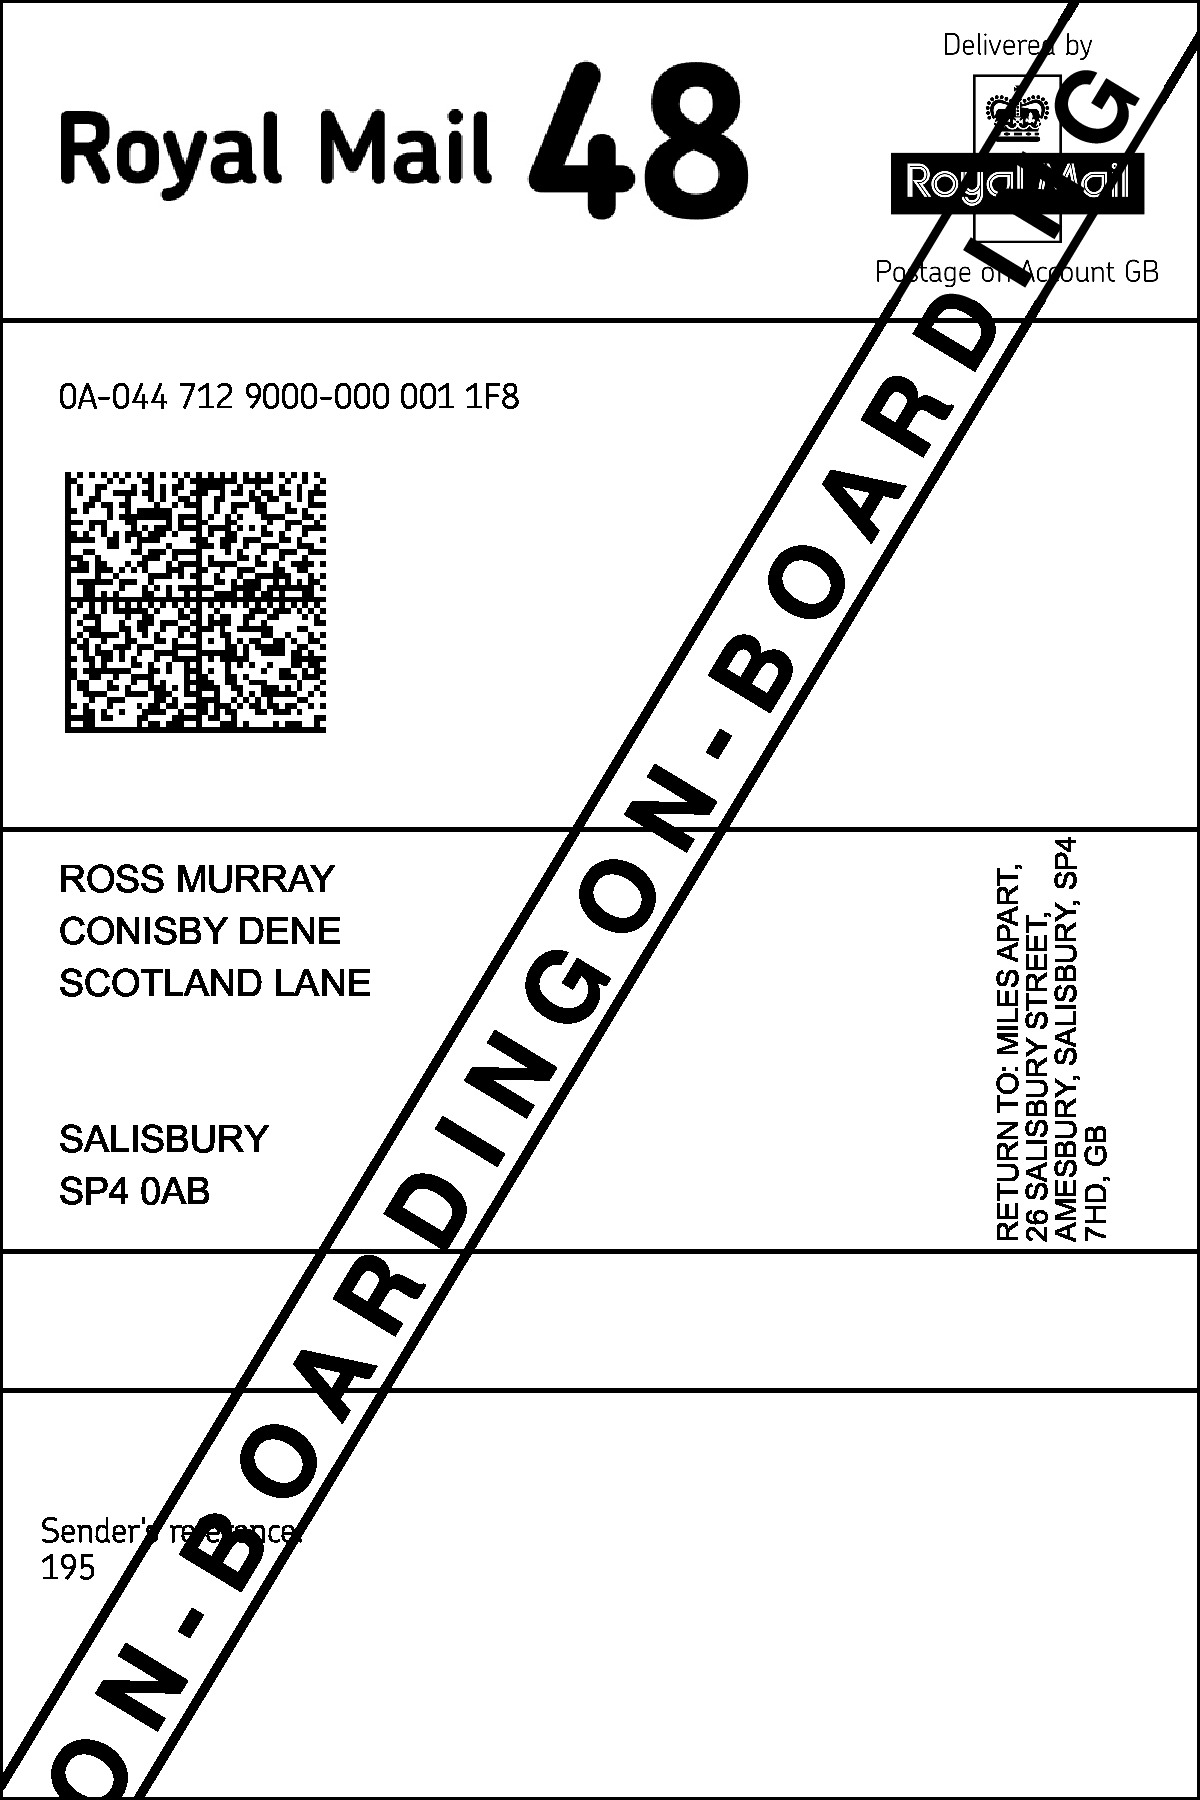 Royal Mail 48
Delivered by
Royal Mail
Postage on Account GB
0A-044 712 9000-000 001 1F8
ROSS MURRAY
CONISBY DENE
SCOTLAND LANE
SALISBURY
SP4 0AB
RETURN TO: MILES APART,
26 SALISBURY STREET,
AMESBURY, SALISBURY, SP4
7HD, GB
Sender's reference:
195
ON-BOARDINGON-BOARDING